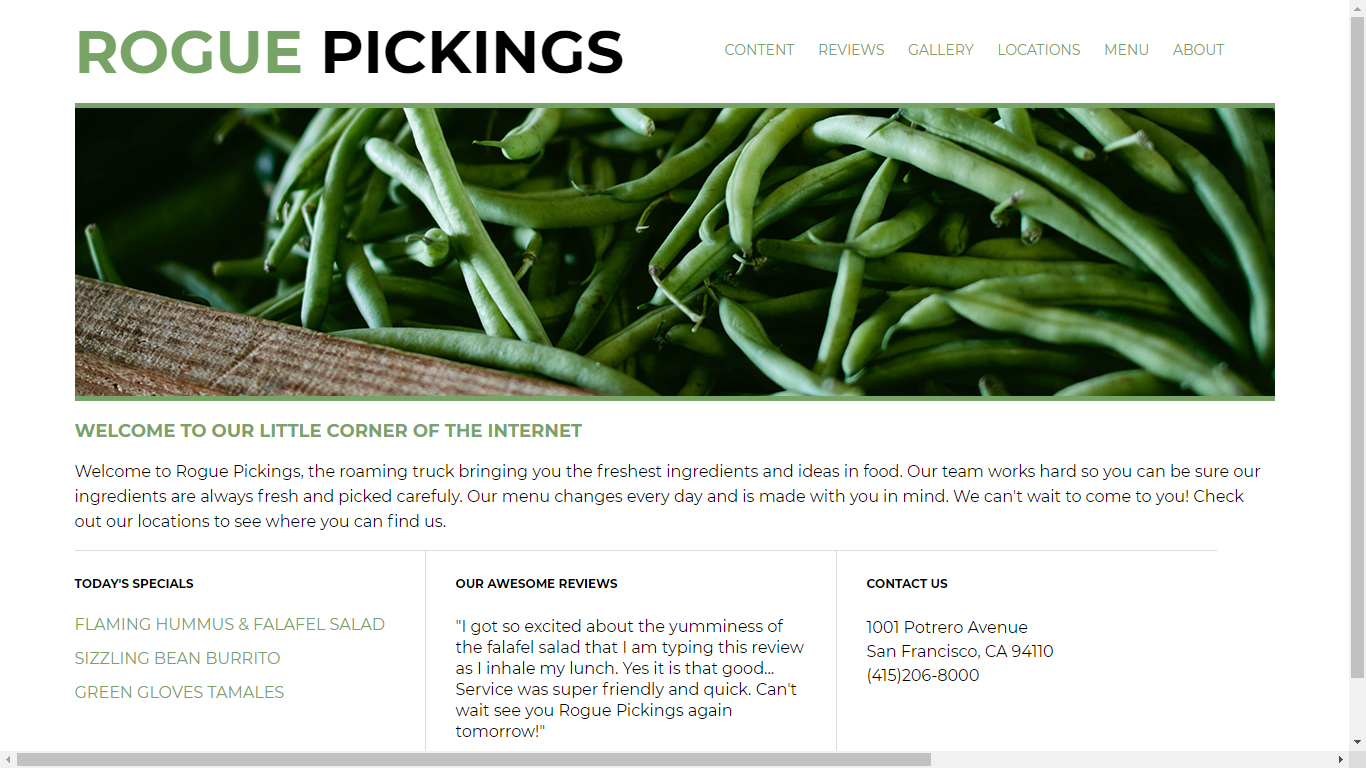 ROGUE PICKINGS
CONTENT REVIEWS GALLERY LOCATIONS MENU ABOUT
WELCOME TO OUR LITTLE CORNER OF THE INTERNET
Welcome to Rogue Pickings, the roaming truck bringing you the freshest ingredients and ideas in food. Our team works hard so you can be sure our
ingredients are always fresh and picked carefuly. Our menu changes every day and is made with you in mind. We can't wait to come to you! Check
out our locations to see where you can find us.
TODAY'S SPECIALS
FLAMING HUMMUS & FALAFEL SALAD
SIZZLING BEAN BURRITO
GREEN GLOVES TAMALES
OUR AWESOME REVIEWS
"I got so excited about the yumminess of
the falafel salad that I am typing this review
as I inhale my lunch. Yes it is that good...
Service was super friendly and quick. Can't
wait see you Rogue Pickings again
tomorrow!"
CONTACT US
1001 Potrero Avenue
San Francisco, CA 94110
(415)206-8000